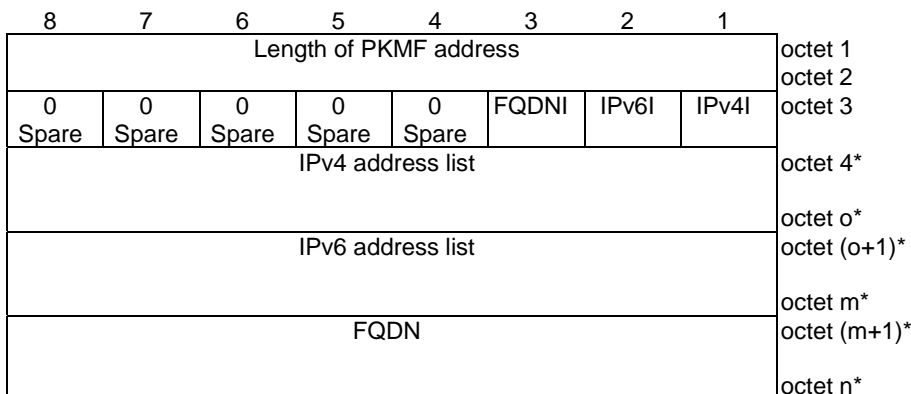 8 7 6 5 4 3 2 1
Length of PKMF address octet 1
octet 2
0 0 0 0 0 FQDNI IPv6I IPv4I octet 3
Spare Spare Spare Spare Spare
IPv4 address list octet 4*
octet o*
IPv6 address list octet (o+1)*
octet m*
FQDN octet (m+1)*
octet n*